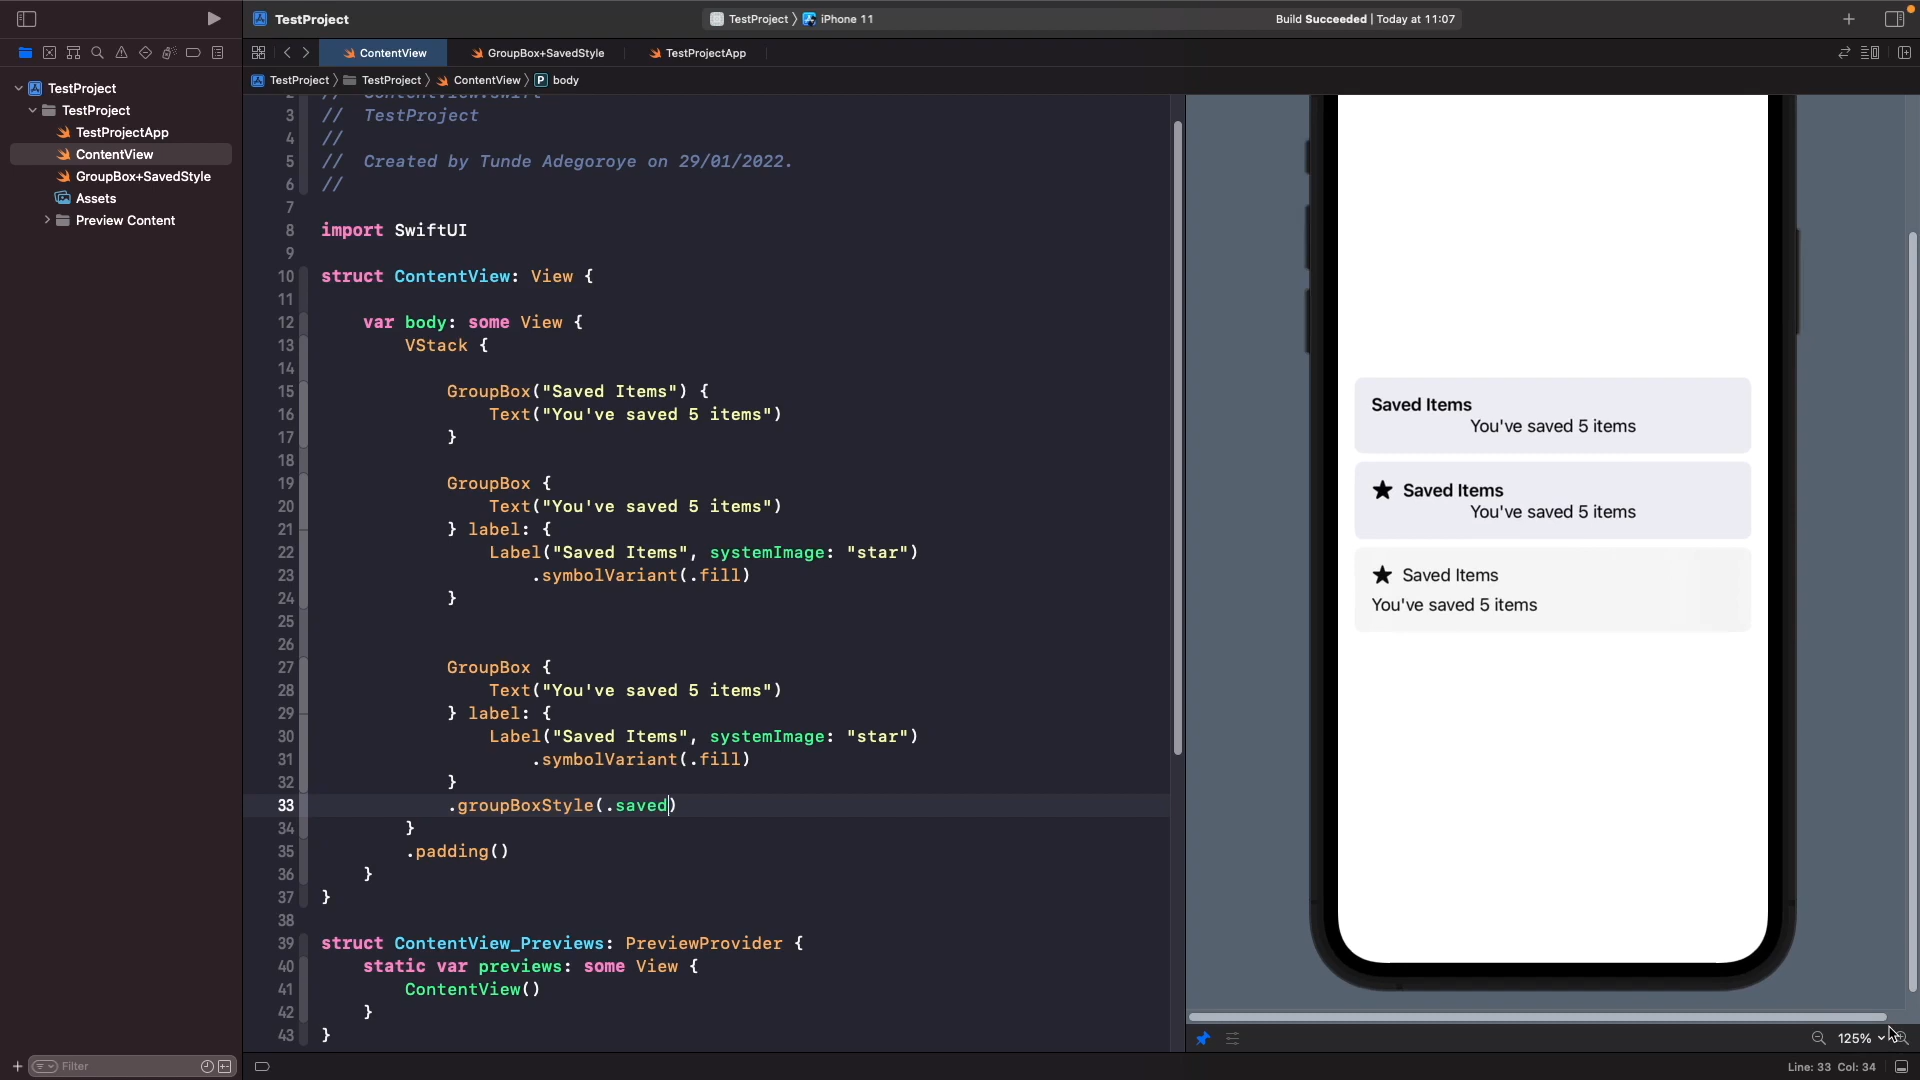 TestProject
TestProject
iPhone 11
Build Succeeded | Today at 11:07
ContentView
GroupBox+SavedStyle
TestProjectApp
TestProject
TestProject
ContentView
P body
TestProject
TestProject
TestProjectApp
ContentView
GroupBox+SavedStyle
Assets
Preview Content
2 // ContentView.swift
3 // TestProject
4 //
5 // Created by Tunde Adegoroye on 29/01/2022.
6 //
7
8 import SwiftUI
9
10 struct ContentView: View {
11
12 var body: some View {
13 VStack {
14
15 GroupBox("Saved Items") {
16 Text("You've saved 5 items")
17 }
18
19 GroupBox {
20 Text("You've saved 5 items")
21 } label: {
22 Label("Saved Items", systemImage: "star")
23 .symbolVariant(.fill)
24 }
25
26
27 GroupBox {
28 Text("You've saved 5 items")
29 } label: {
30 Label("Saved Items", systemImage: "star")
31 .symbolVariant(.fill)
32 }
33 .groupBoxStyle(.saved)
34 }
35 .padding()
36 }
37 }
38
39 struct ContentView_Previews: PreviewProvider {
40 static var previews: some View {
41 ContentView()
42 }
43 }
Saved Items
You've saved 5 items
Saved Items
You've saved 5 items
Saved Items
You've saved 5 items
125%
Filter
Line: 33 Col: 34